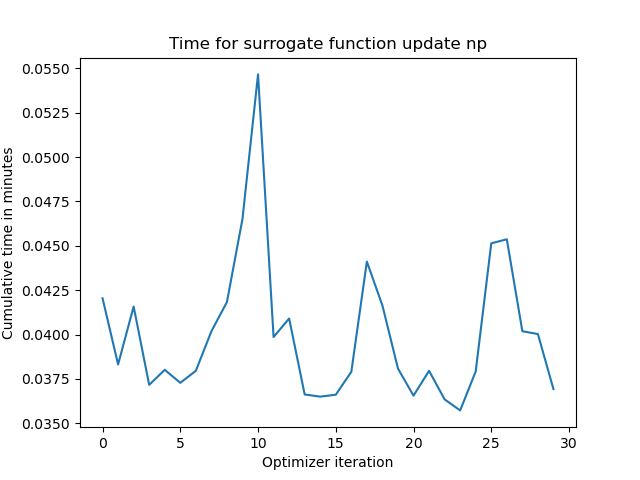 Time for surrogate function update np
Cumulative time in minutes
0.0550
0.0525
0.0500
0.0475
0.0450
0.0425
0.0400
0.0375
0.0350
0 5 10 15 20 25 30
Optimizer iteration